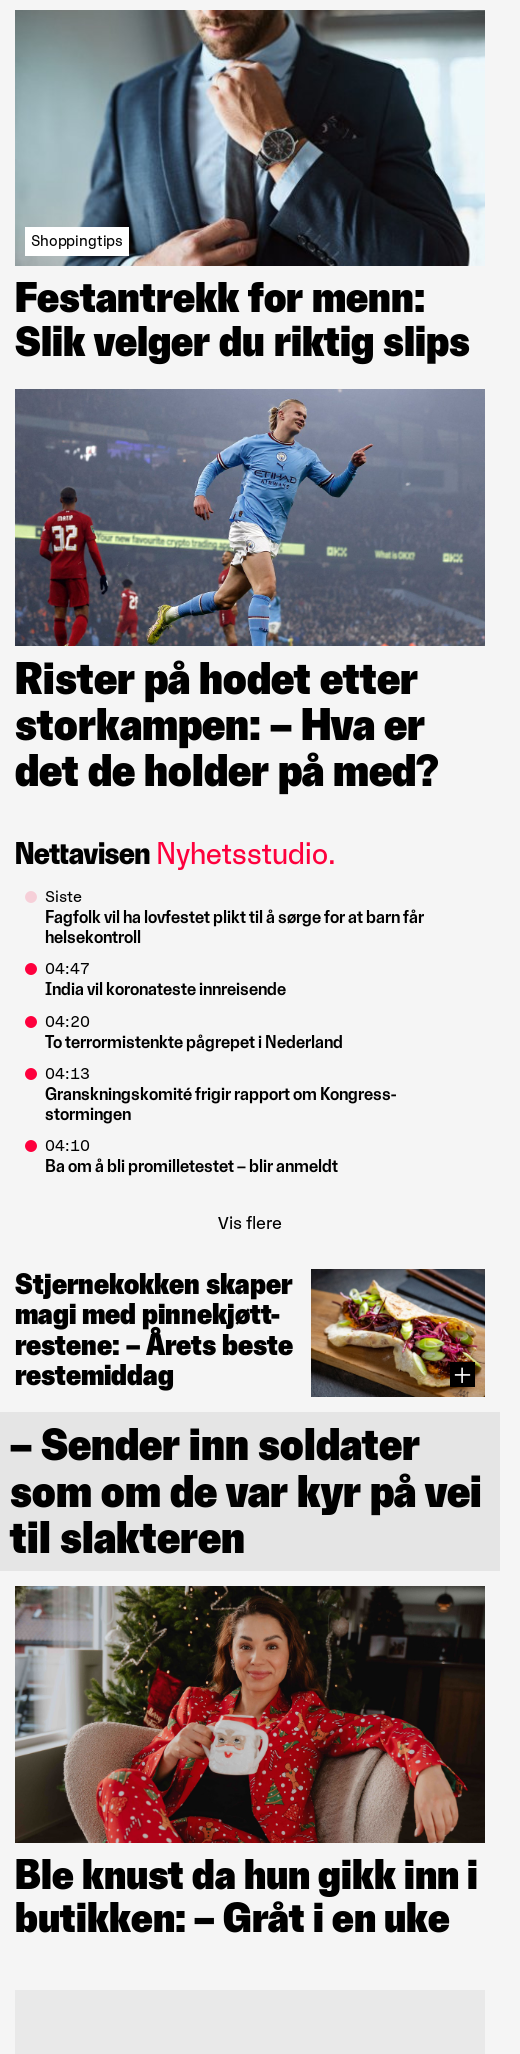 Shoppingtips
Festantrekk for menn:
Slik velger du riktig slips
ETIHAD
AIRWAYS
MATIP
32
Your new favourite crypto trading app
OKX
What is OKX?
OKX
Rister på hodet etter
storkampen: – Hva er
det de holder på med?
Nettavisen Nyhetsstudio.
Siste
Fagfolk vil ha lovfestet plikt til å sørge for at barn får
helsekontroll
04:47
India vil koronateste innreisende
04:20
To terrormistenkte pågrepet i Nederland
04:13
Granskningskomité frigir rapport om Kongress-
stormingen
04:10
Ba om å bli promilletestet – blir anmeldt
Vis flere
Stjernekokken skaper
magi med pinnekjøtt-
restene: – Årets beste
restemiddag
– Sender inn soldater
som om de var kyr på vei
til slakteren
Ble knust da hun gikk inn i
butikken: – Gråt i en uke